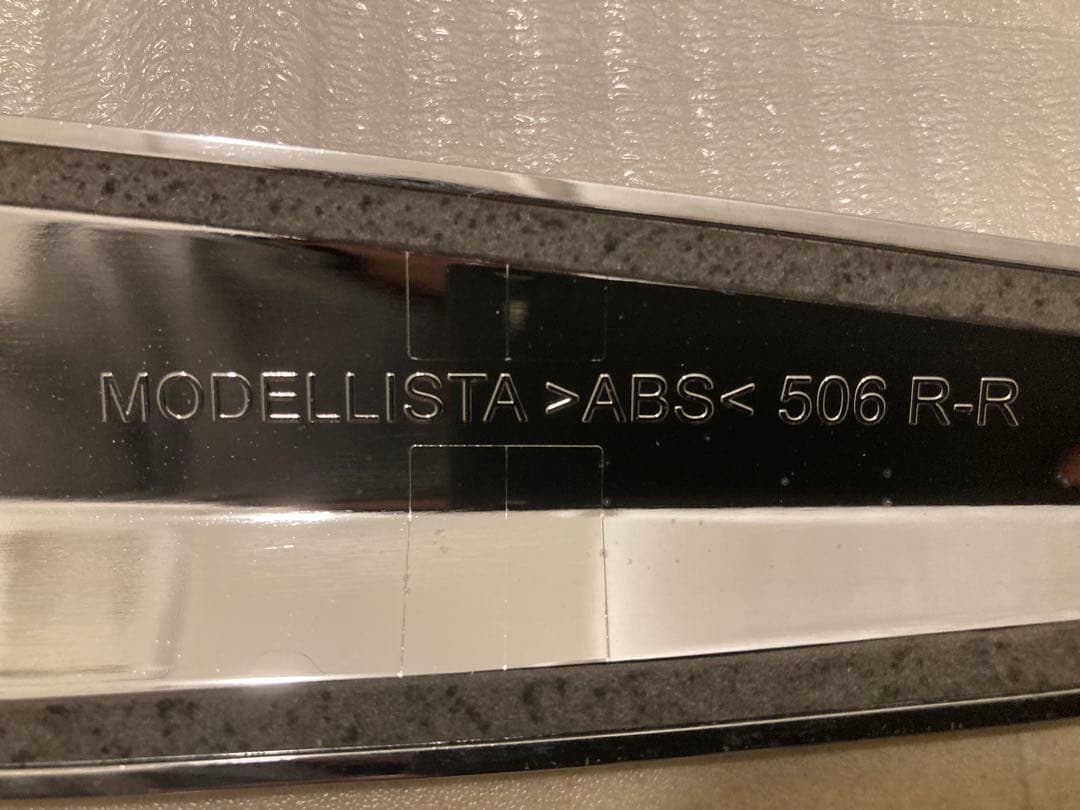 MODELLISTA >ABS< 506 R-R